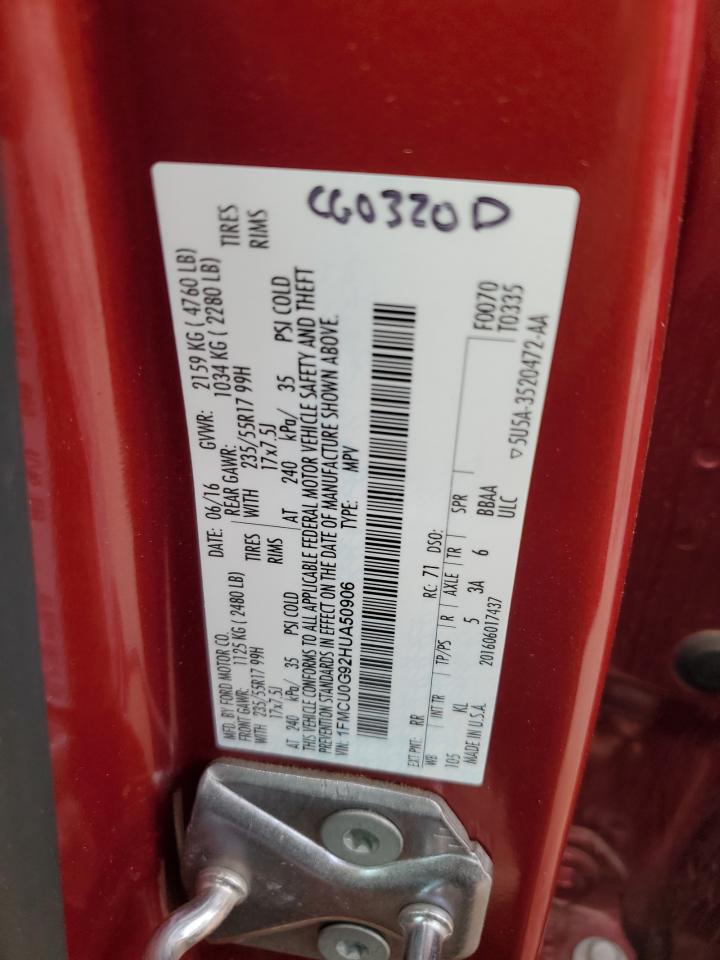 CG0320D
MFD. BY FORD MOTOR CO.
DATE: 06/16 GVWR: 2159 KG ( 4760 LB)
FRONT GAWR: 1125 KG ( 2480 LB) REAR GAWR: 1034 KG ( 2280 LB)
WITH 235/55R17 99H TIRES WITH 235/55R17 99H TIRES
17x7.5J RIMS 17x7.5J RIMS
AT 240 kPa/ 35 PSI COLD AT 240 kPa/ 35 PSI COLD
THIS VEHICLE CONFORMS TO ALL APPLICABLE FEDERAL MOTOR VEHICLE SAFETY AND THEFT
PREVENTION STANDARDS IN EFFECT ON THE DATE OF MANUFACTURE SHOWN ABOVE.
VIN: 1FMCU0G92HUA50906 TYPE: MPV
EXT PNT: RR RC: 71 DSO: F0070
WB INT TR TP/PS R AXLE TR SPR T0335
105 KL 5 3A 6 BBAA
MADE IN U.S.A. 201606017437 ULC ▽5U5A-3520472-AA